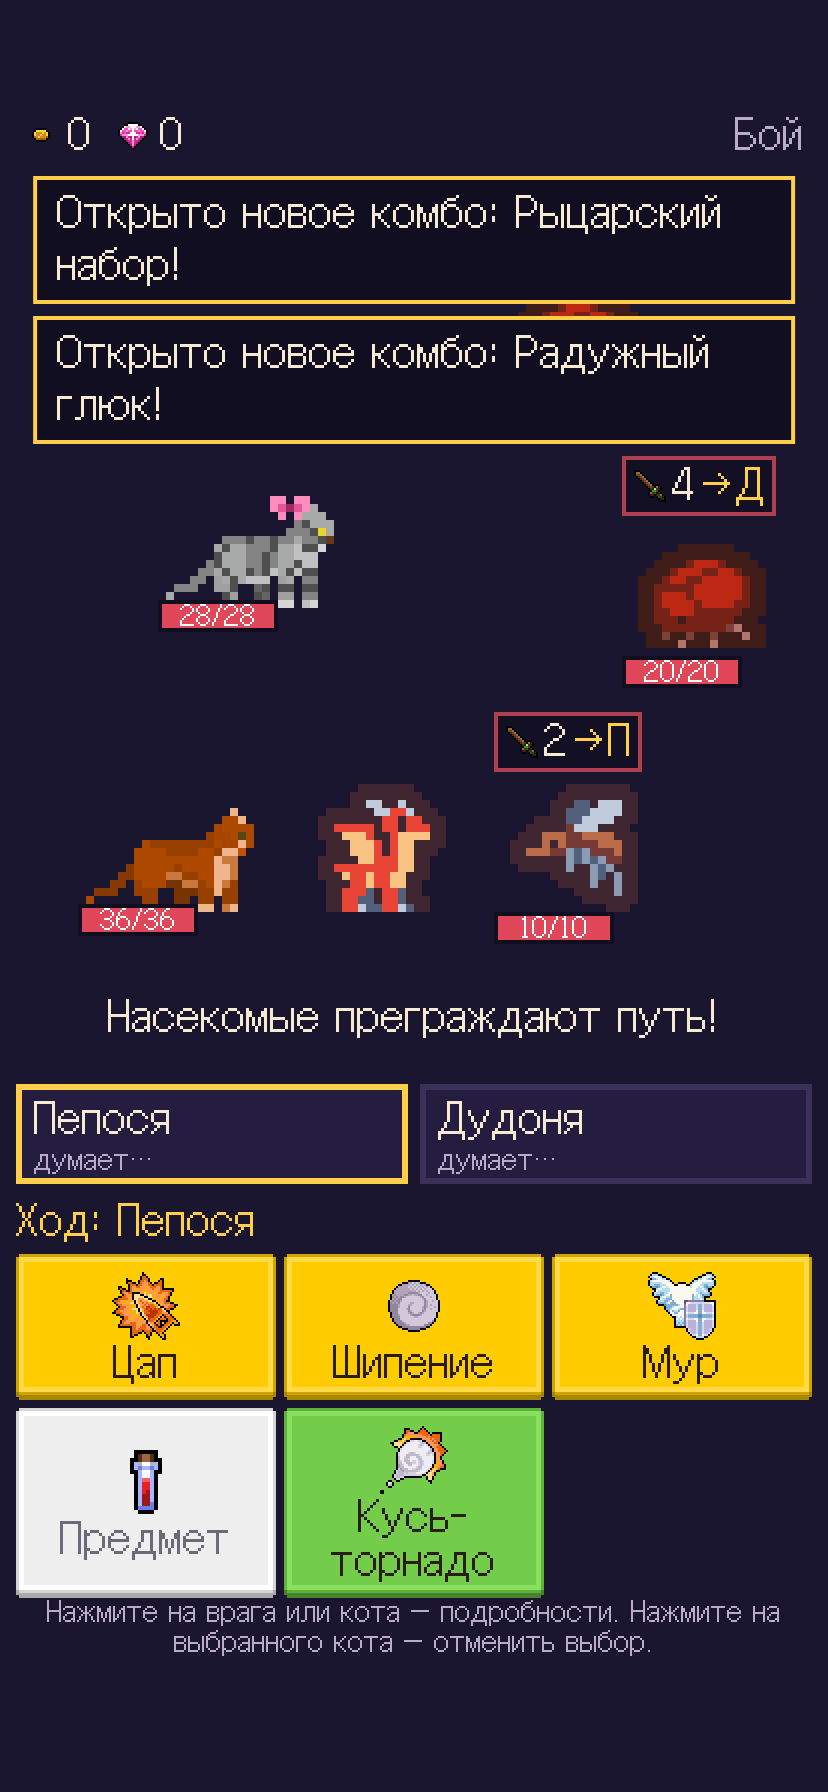 0 0 Бой
Открыто новое комбо: Рыцарский
набор!
Открыто новое комбо: Радужный
глюк!
4→Д
28/28
20/20
2→П
36/36
10/10
Насекомые преграждают путь!
Пепося
думает...
Дудоня
думает...
Ход: Пепося
Цап
Шипение
Мур
Предмет
Кусь-
торнадо
Нажмите на врага или кота — подробности. Нажмите на
выбранного кота — отменить выбор.